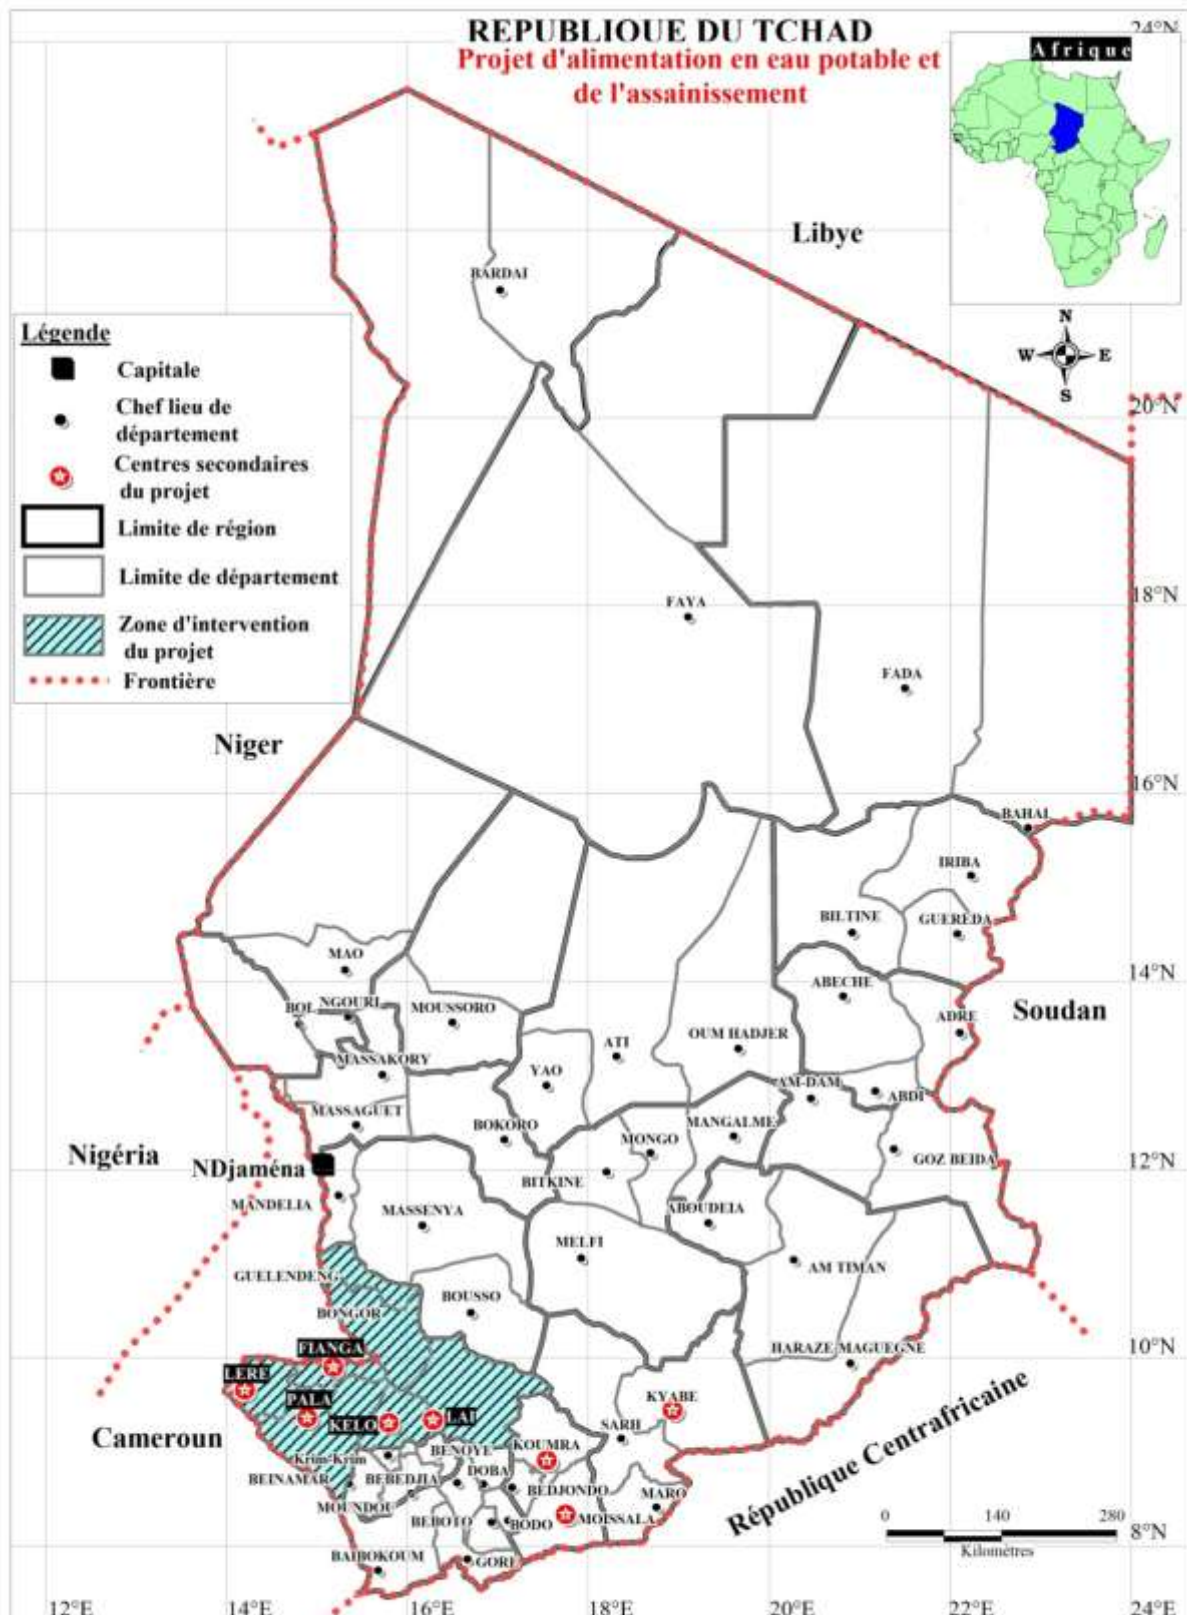 REPUBLIQUE DU TCHAD
Projet d'alimentation en eau potable et
de l'assainissement
Afrique
24°N
Libye
BARDAI
N
W
E
S
Légende
Capitale
Chef lieu de
département
Centres secondaires
du projet
Limite de région
Limite de département
Zone d'intervention
du projet
Frontière
20°N
18°N
FAYA
FADA
Niger
16°N
BAHAI
IRIBA
BILTINE
GUEREDA
MAO
14°N
ABECHE
BOL
NGOURI
MOUSSORO
Soudan
ADRE
OUM HADJER
ATI
MASSAKORY
YAO
AM-DAM
ABDI
MASSAGUET
BOKORO
MONGO
MANGALME
Nigéria
NDjaména
BITKINE
GOZ BEIDA
12°N
MANDELIA
MASSENYA
ABOUDEIA
MELFI
AM TIMAN
GUELENDENG
BOUSSO
BONGOR
FIANGA
10°N
HARAZE MAGUEGNE
LERE
PALA
KYABE
KELO
LAI
SARH
Cameroun
BENOYE
KOUMRA
Krim-Krim
BEINAMAR
BEBEDJIA
DOBA
BEDJONDO
MARO
MOUNDOU
République Centrafricaine
BEBOTO
BODO
MOISSALA
0
140
280
Kilomètres
8°N
BAIBOKOUM
GORE
12°E
14°E
16°E
18°E
20°E
22°E
24°E